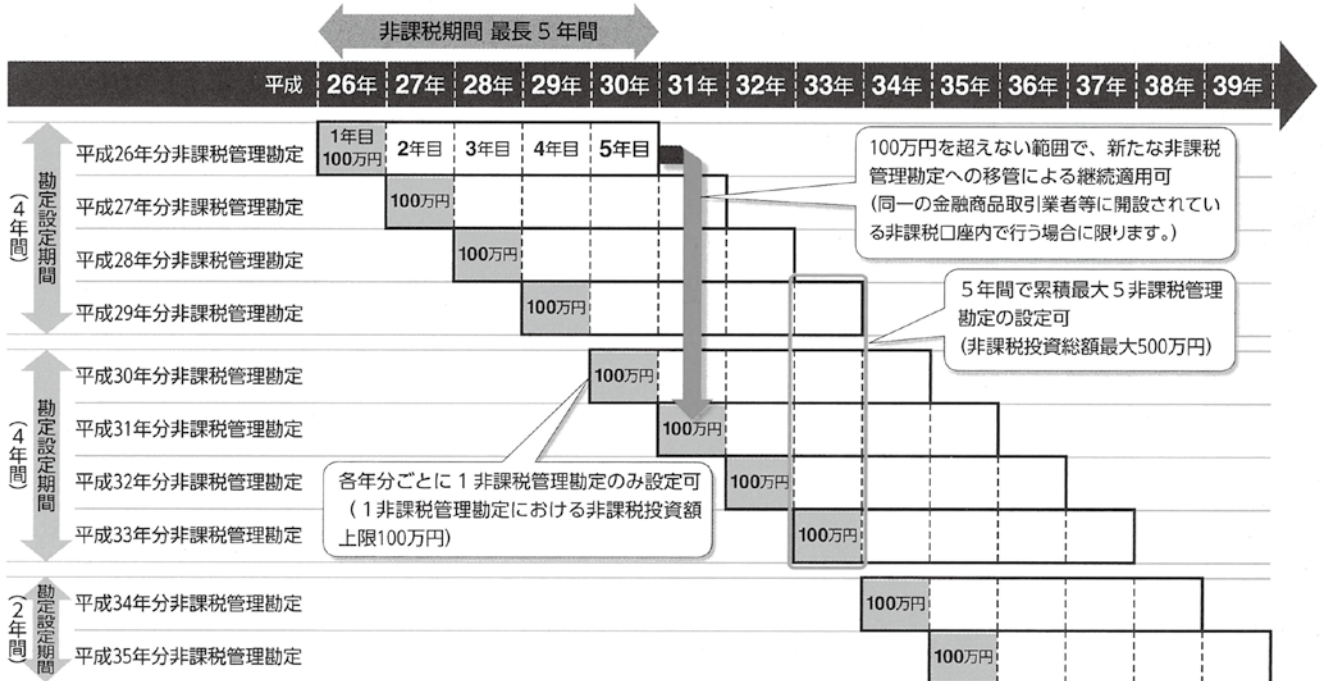 非課税期間 最長５年間
平成 26年 27年 28年 29年 30年 31年 32年 33年 34年 35年 36年 37年 38年 39年
勘定設定期間
（４年間）
平成26年分非課税管理勘定
1年目
100万円
2年目 3年目 4年目 5年目
平成27年分非課税管理勘定
100万円
平成28年分非課税管理勘定
100万円
平成29年分非課税管理勘定
100万円
100万円を超えない範囲で、新たな非課税
管理勘定への移管による継続適用可
(同一の金融商品取引業者等に開設されてい
る非課税口座内で行う場合に限ります。)
５年間で累積最大５非課税管理
勘定の設定可
(非課税投資総額最大500万円)
勘定設定期間
（４年間）
平成30年分非課税管理勘定
100万円
平成31年分非課税管理勘定
100万円
平成32年分非課税管理勘定
100万円
平成33年分非課税管理勘定
100万円
各年分ごとに１非課税管理勘定のみ設定可
(１非課税管理勘定における非課税投資額
上限100万円)
勘定設定期間
（２年間）
平成34年分非課税管理勘定
100万円
平成35年分非課税管理勘定
100万円